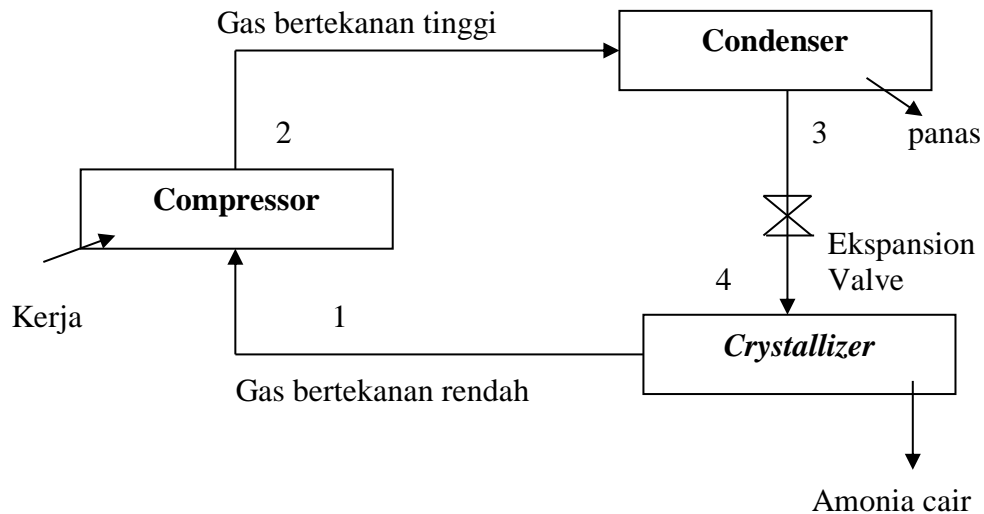 Gas bertekanan tinggi
Condenser
2
3
panas
Compressor
Ekspansion
Valve
4
Kerja
1
Crystallizer
Gas bertekanan rendah
Amonia cair